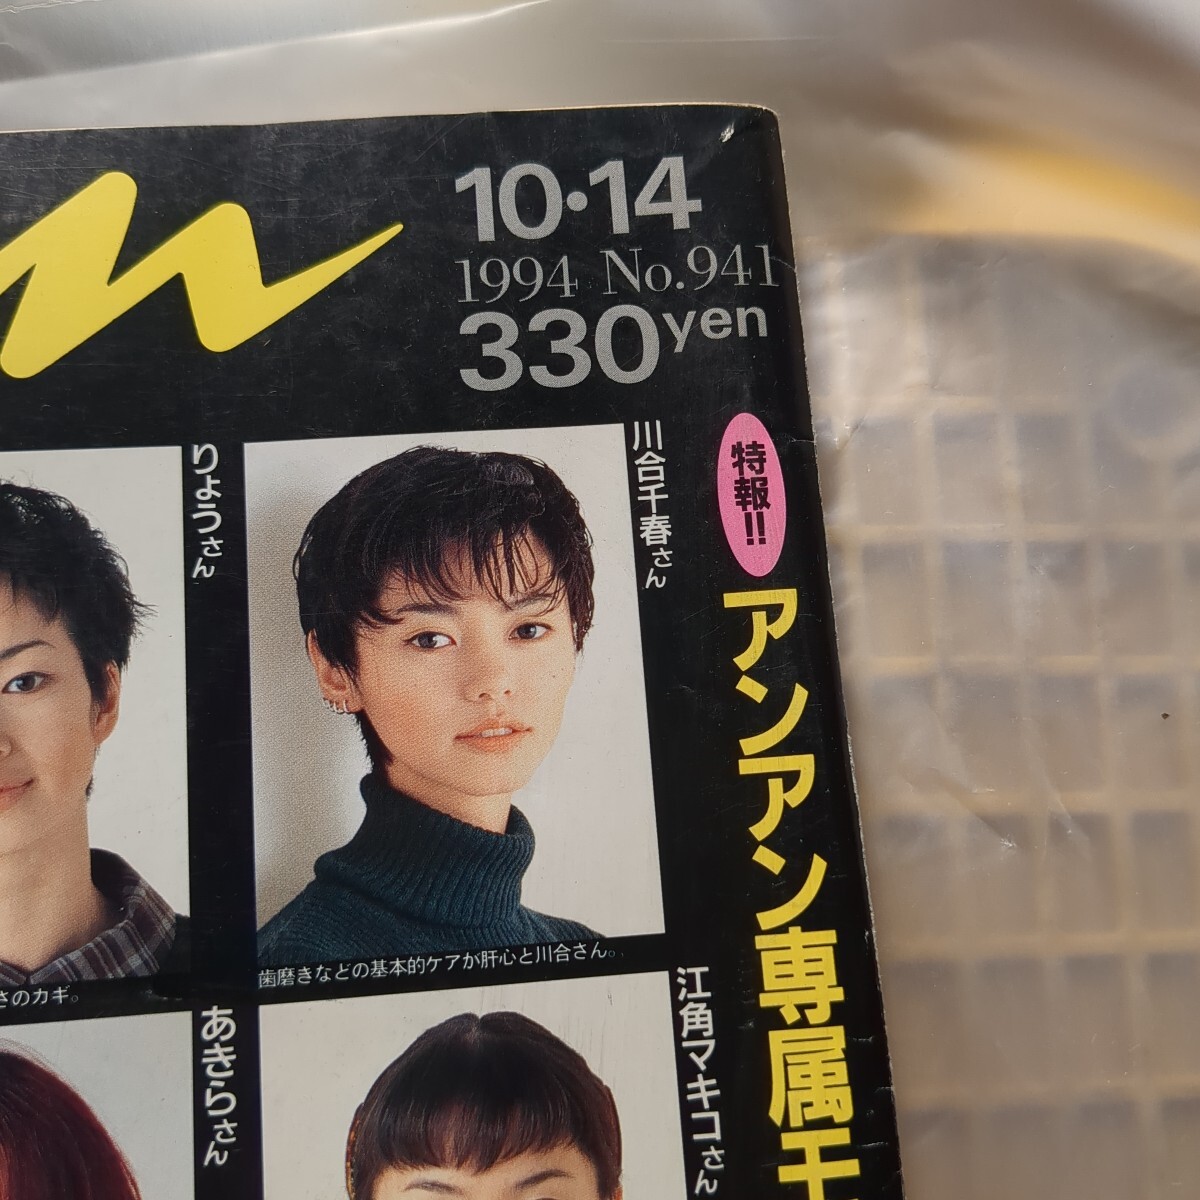 10・14
1994 No.941
330yen
りょうさん
川合千春さん
特報!!
アンアン専属モ
さのカギ。
歯磨きなどの基本的ケアが肝心と川合さん。
あきらさん
江角マキコさん